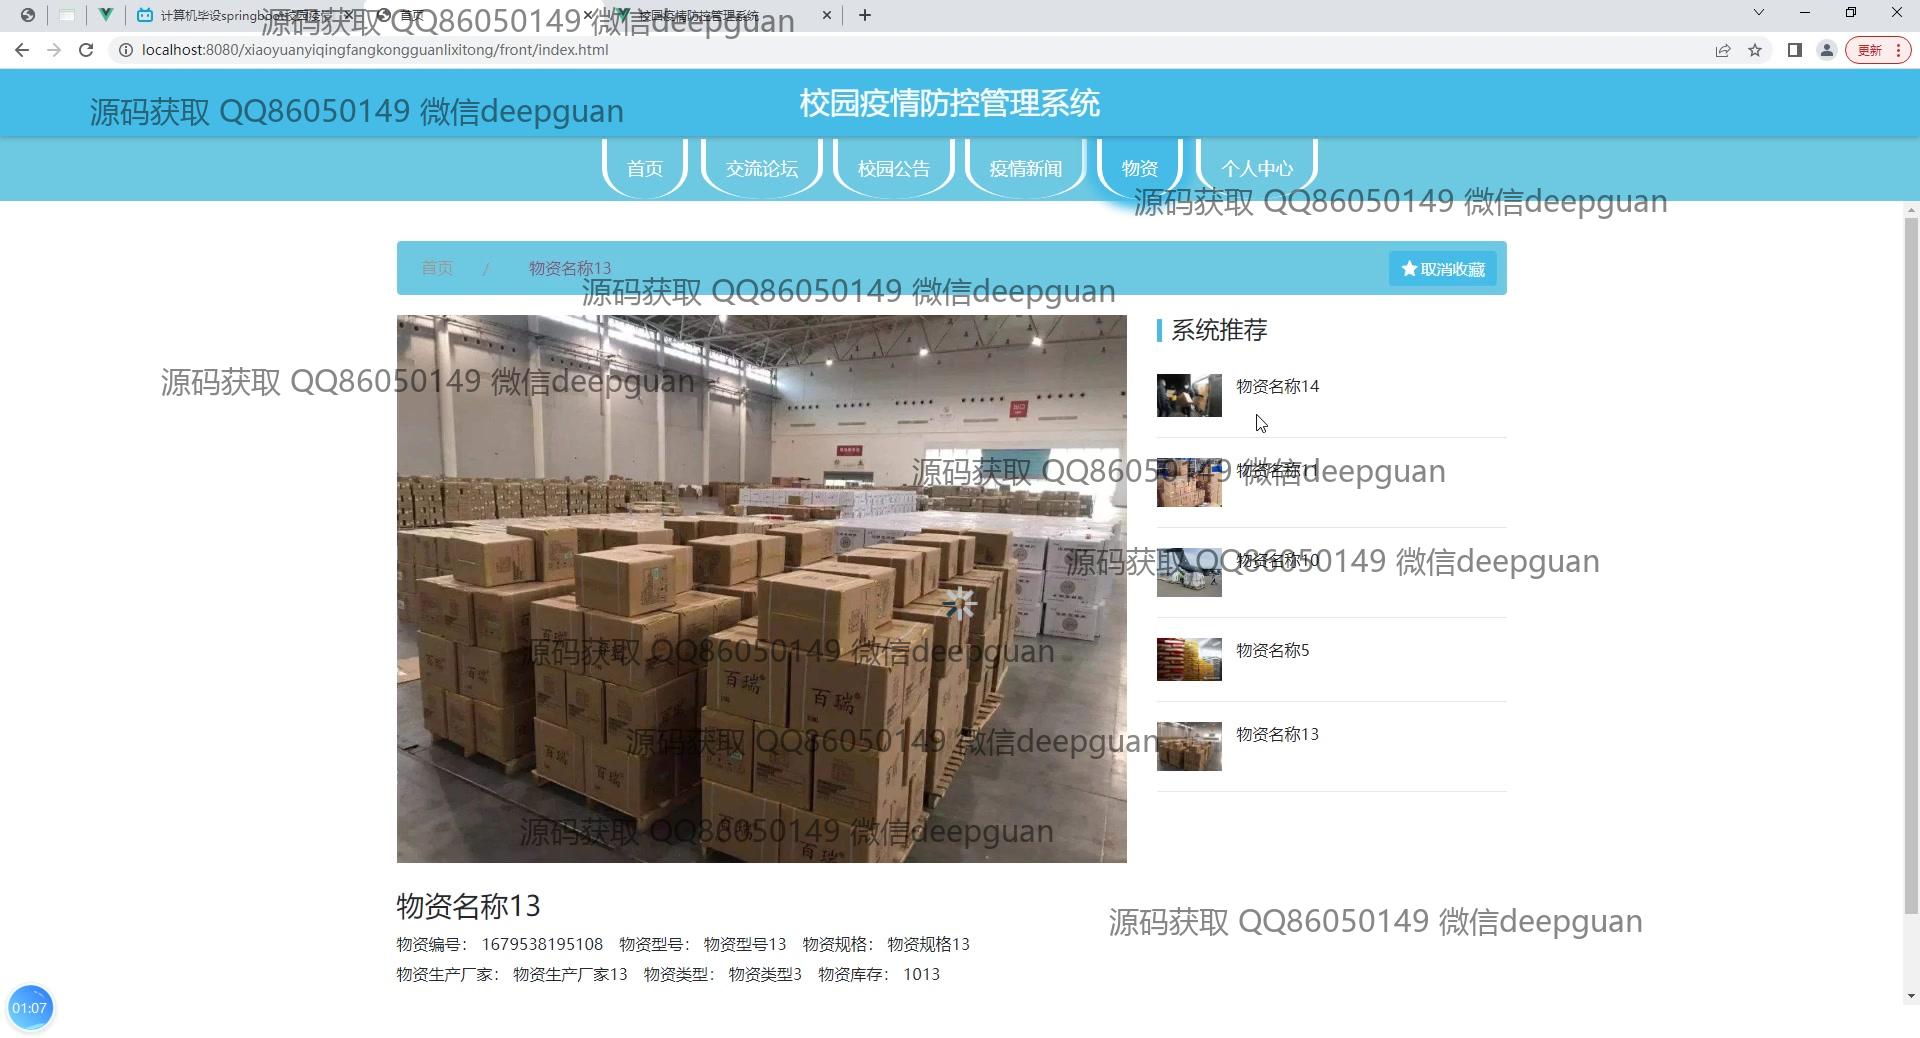 计算机毕设springboot校园疫
首页
校园疫情防控管理系统
源码获取 QQ86050149 微信deepguan
localhost:8080/xiaoyuanyiqingfangkongguanlixitong/front/index.html
更新
校园疫情防控管理系统
源码获取 QQ86050149 微信deepguan
首页
交流论坛
校园公告
疫情新闻
物资
个人中心
源码获取 QQ86050149 微信deepguan
首页 / 物资名称13
取消收藏
源码获取 QQ86050149 微信deepguan
系统推荐
源码获取 QQ86050149 微信deepguan
物资名称14
源码获取 QQ86050149 微信deepguan
物资名称11
源码获取 QQ86050149 微信deepguan
物资名称10
源码获取 QQ86050149 微信deepguan
物资名称5
百瑞
百瑞
源码获取 QQ86050149 微信deepguan
物资名称13
百瑞
百瑞
源码获取 QQ86050149 微信deepguan
百瑞
物资名称13
源码获取 QQ86050149 微信deepguan
物资编号： 1679538195108 物资型号： 物资型号13 物资规格： 物资规格13
物资生产厂家： 物资生产厂家13 物资类型： 物资类型3 物资库存： 1013
01:07